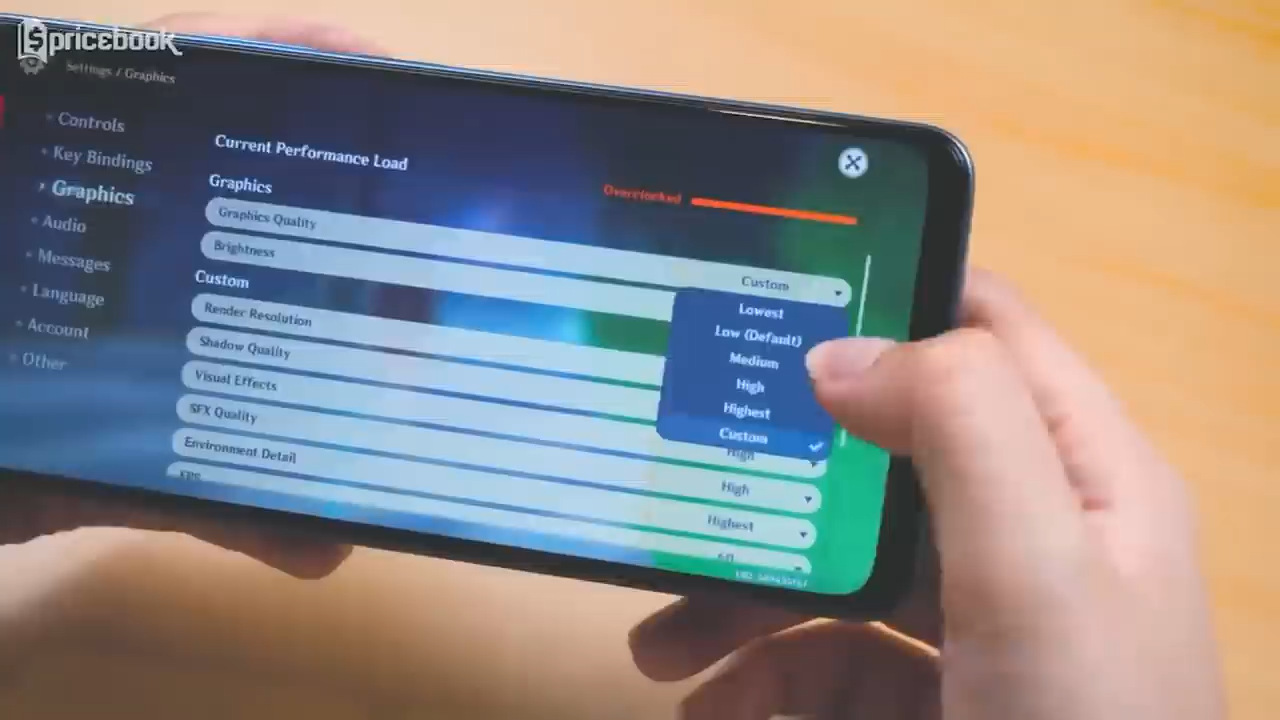 pricebook
Settings / Graphics
Controls
Key Bindings
Graphics
Audio
Messages
Language
Account
Other
Current Performance Load
Overclocked
Graphics
Graphics Quality
Custom
Brightness
Lowest
Low (Default)
Medium
High
Highest
Custom
Custom
Render Resolution
Shadow Quality
Visual Effects
High
SFX Quality
High
Environment Detail
Highest
FPS
60